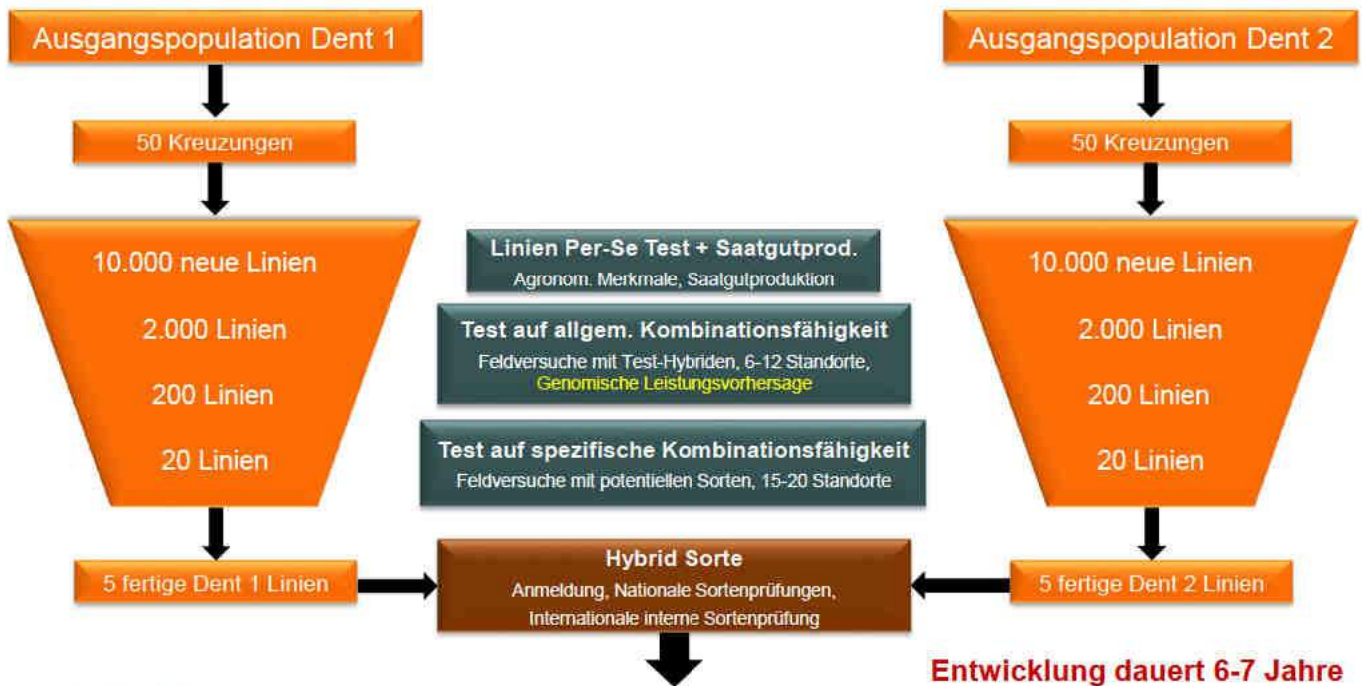 Ausgangspopulation Dent 1
50 Kreuzungen
10.000 neue Linien
2.000 Linien
200 Linien
20 Linien
5 fertige Dent 1 Linien
Linien Per-Se Test + Saatgutprod.
Agronom. Merkmale, Saatgutproduktion
Test auf allgem. Kombinationsfähigkeit
Feldversuche mit Test-Hybriden, 6-12 Standorte,
Genomische Leistungsvorhersage
Test auf spezifische Kombinationsfähigkeit
Feldversuche mit potentiellen Sorten, 15-20 Standorte
Hybrid Sorte
Anmeldung, Nationale Sortenprüfungen,
Internationale interne Sortenprüfung
Ausgangspopulation Dent 2
50 Kreuzungen
10.000 neue Linien
2.000 Linien
200 Linien
20 Linien
5 fertige Dent 2 Linien
Entwicklung dauert 6-7 Jahre